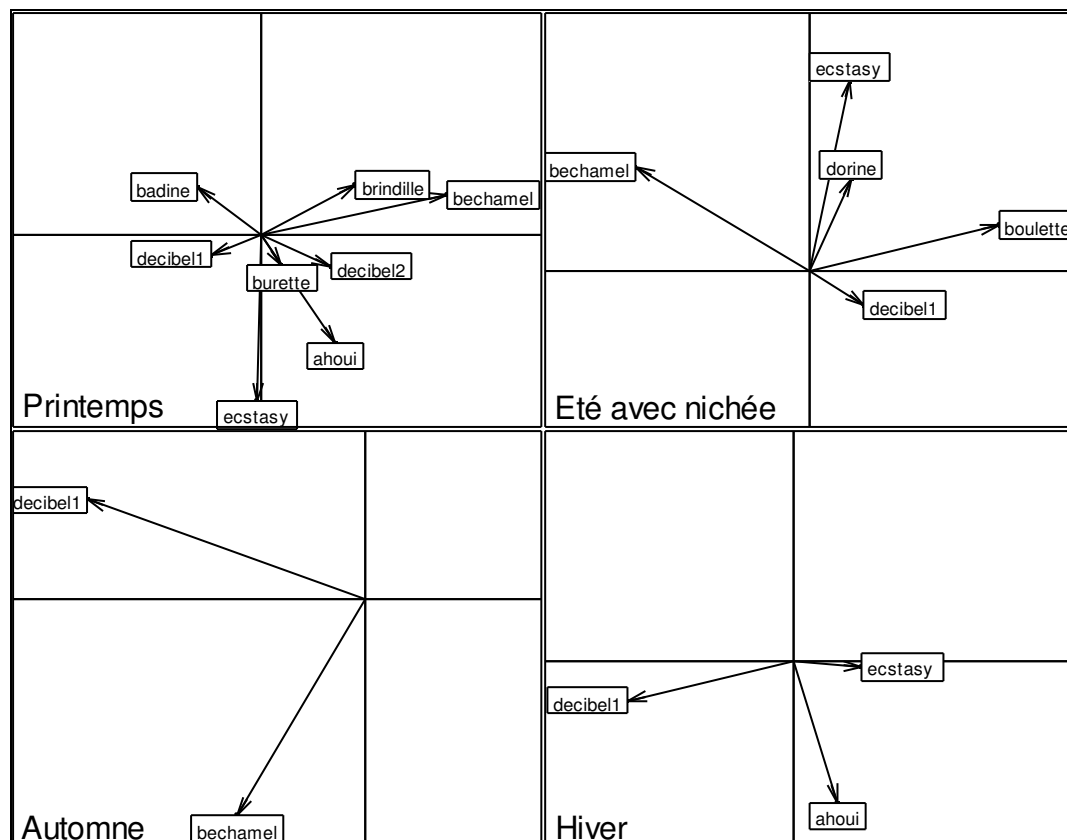 badine
brindille
bechamel
decibel1
decibel2
burette
ahoui
ecstasy
Printemps
ecstasy
bechamel
dorine
boulette
decibel1
Eté avec nichée
decibel1
bechamel
Automne
ecstasy
decibel1
ahoui
Hiver